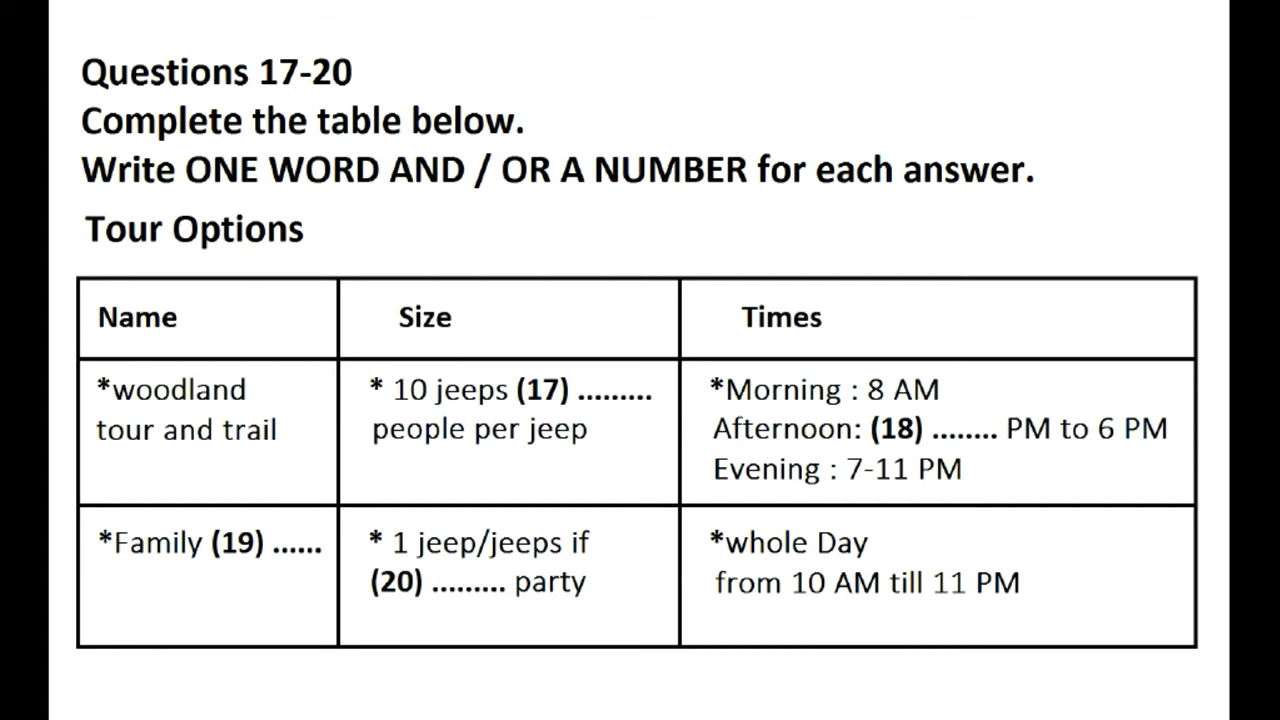 Questions 17-20
Complete the table below.
Write ONE WORD AND / OR A NUMBER for each answer.
Tour Options
Name
Size
Times
*woodland
tour and trail
* 10 jeeps (17) .........
people per jeep
*Morning : 8 AM
Afternoon: (18) ........ PM to 6 PM
Evening : 7-11 PM
*Family (19) ......
* 1 jeep/jeeps if
(20) ......... party
*whole Day
from 10 AM till 11 PM